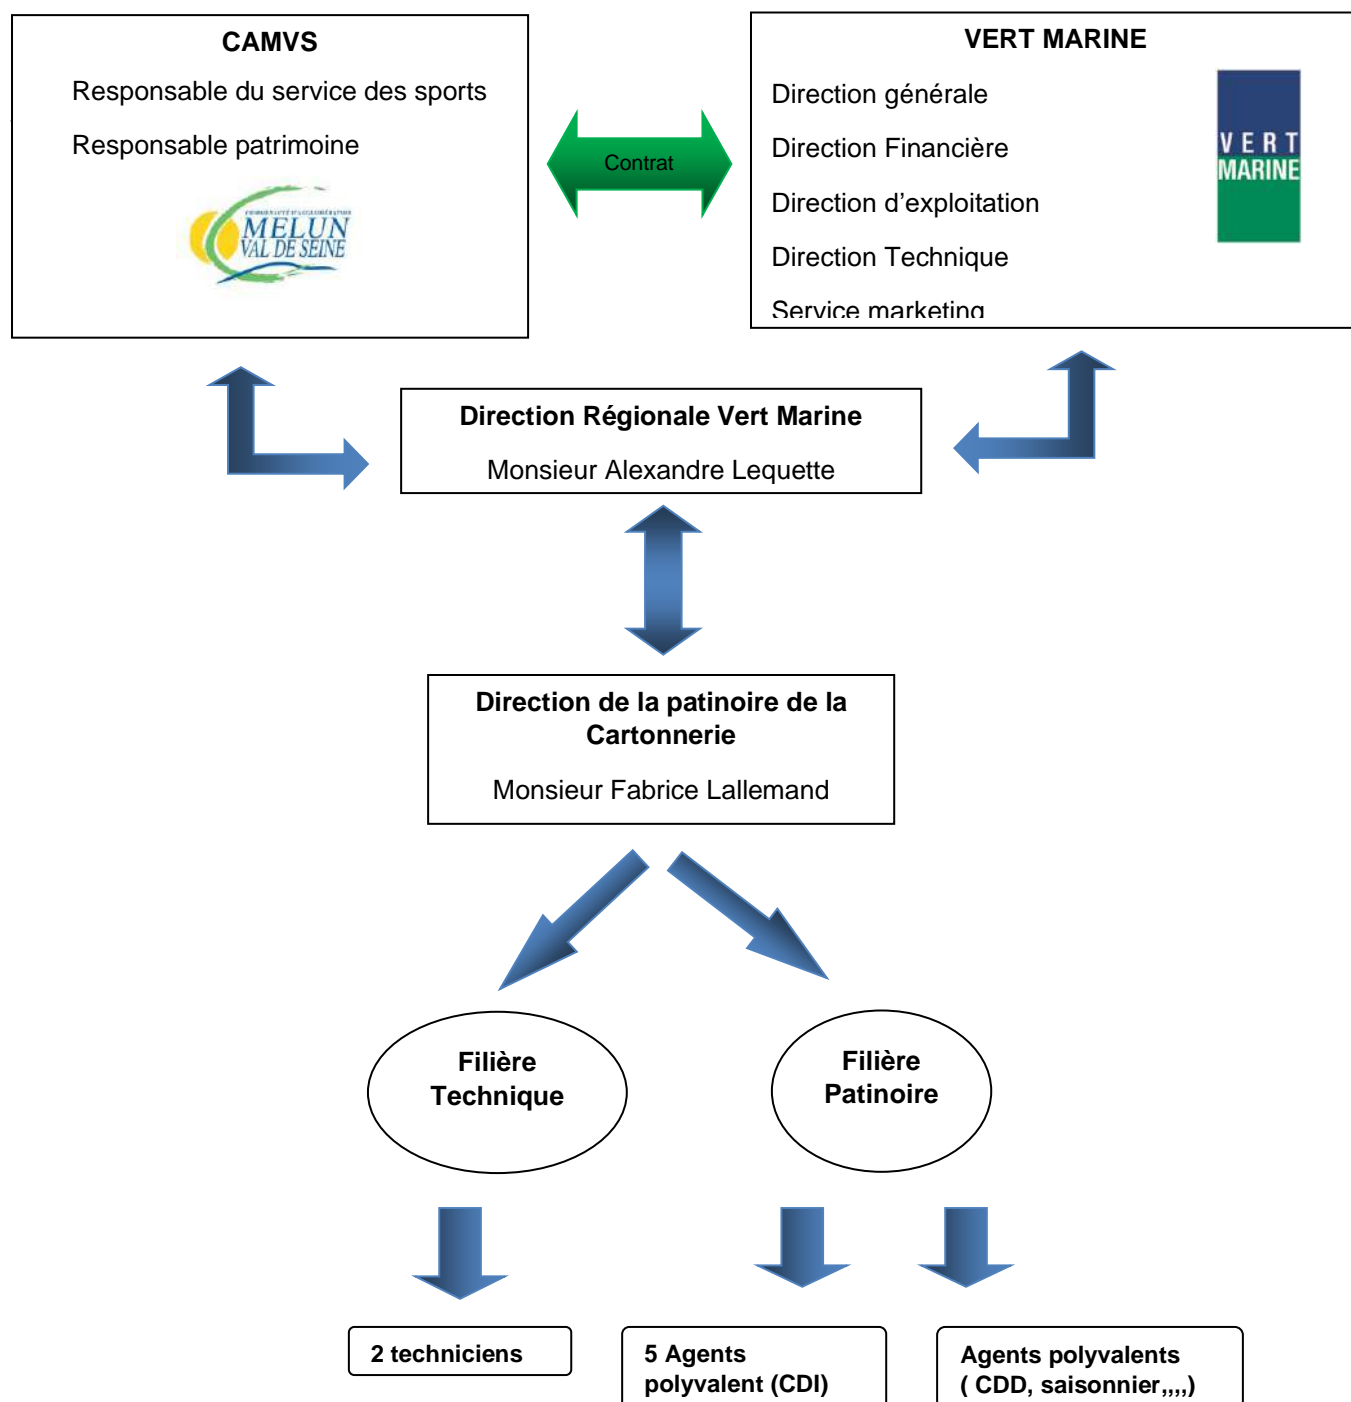 CAMVS
Responsable du service des sports
Responsable patrimoine
COMMUNAUTÉ D'AGGLOMÉRATION
MELUN
VAL DE SEINE
Contrat
VERT MARINE
Direction générale
Direction Financière
Direction d'exploitation
Direction Technique
Service marketing
VERT
MARINE
Direction Régionale Vert Marine
Monsieur Alexandre Lequette
Direction de la patinoire de la
Cartonnerie
Monsieur Fabrice Lallemand
Filière
Technique
Filière
Patinoire
2 techniciens
5 Agents
polyvalent (CDI)
Agents polyvalents
( CDD, saisonnier,,,,)